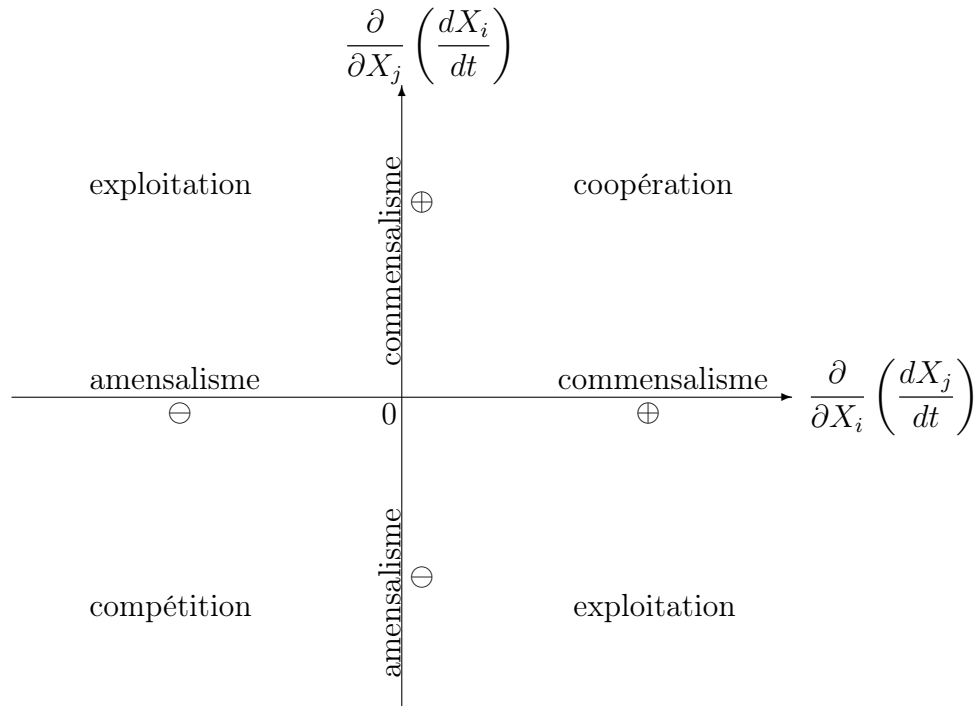 ∂/∂X_j (dX_i/dt)
exploitation
commensalisme
⊕
coopération
amensalisme
⊖
0
commensalisme
⊕
∂/∂X_i (dX_j/dt)
compétition
amensalisme
⊖
exploitation